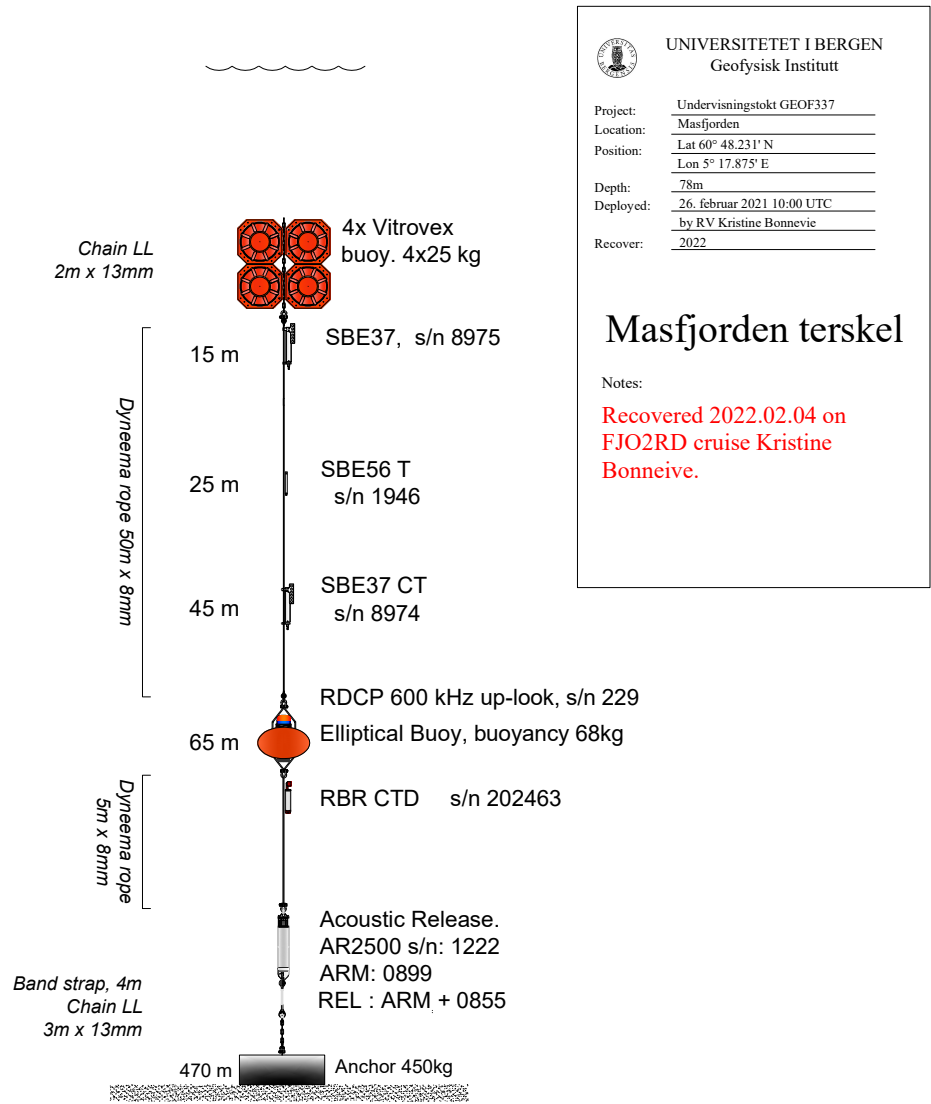 UNIVERSITETET I BERGEN
Geofysisk Institutt
UNIVERSITAS
BERGENSIS
Project: Undervisningstokt GEOF337
Location: Masfjorden
Position: Lat 60° 48.231' N
Lon 5° 17.875' E
Depth: 78m
Deployed: 26. februar 2021 10:00 UTC
by RV Kristine Bonnevie
Recover: 2022
Masfjorden terskel
Notes:
Recovered 2022.02.04 on
FJO2RD cruise Kristine
Bonneive.
4x Vitrovex
buoy. 4x25 kg
Chain LL
2m x 13mm
SBE37, s/n 8975
15 m
Dyneema rope 50m x 8mm
SBE56 T
s/n 1946
25 m
SBE37 CT
s/n 8974
45 m
RDCP 600 kHz up-look, s/n 229
Elliptical Buoy, buoyancy 68kg
65 m
RBR CTD s/n 202463
Dyneema rope
5m x 8mm
Acoustic Release.
AR2500 s/n: 1222
ARM: 0899
REL : ARM + 0855
Band strap, 4m
Chain LL
3m x 13mm
470 m
Anchor 450kg